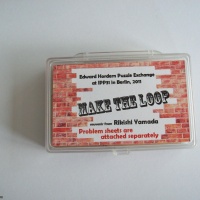 Edward Hordern Puzzle Exchange
at IPP31 in Berlin, 2011
MAKE THE LOOP
Rikishi Yamada
Problem sheets are
attached separately